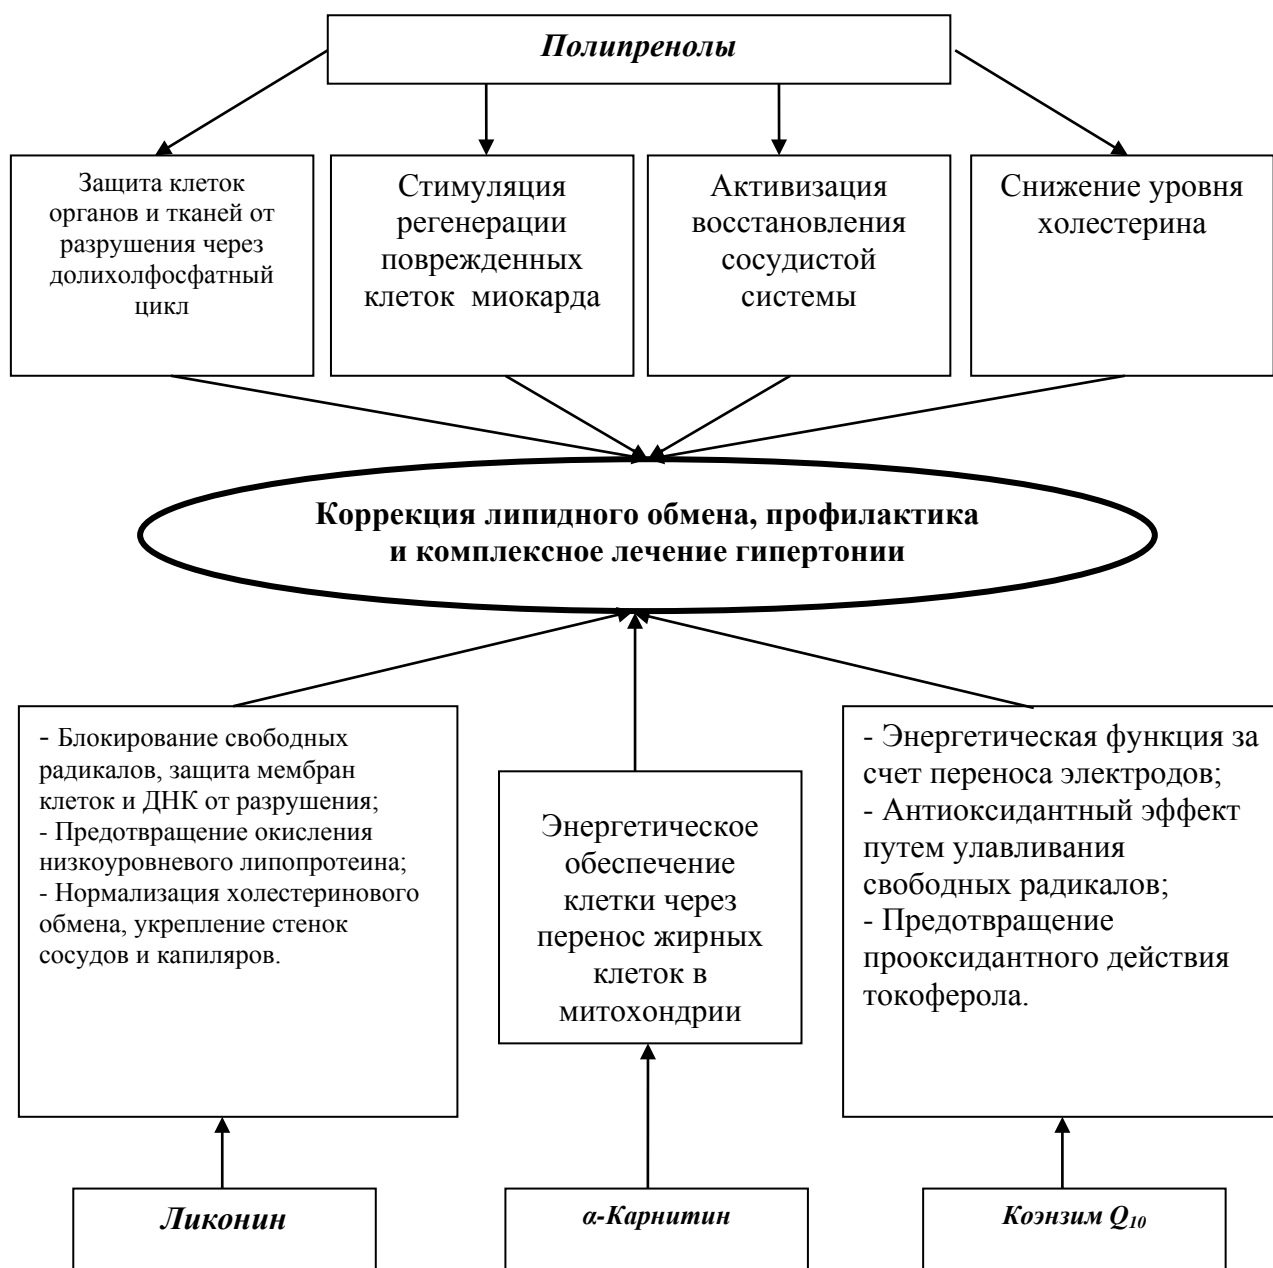 Полипренолы
Защита клеток
органов и тканей от
разрушения через
долихолфосфатный
цикл
Стимуляция
регенерации
поврежденных
клеток миокарда
Активизация
восстановления
сосудистой
системы
Снижение уровня
холестерина
Коррекция липидного обмена, профилактика
и комплексное лечение гипертонии
- Блокирование свободных
радикалов, защита мембран
клеток и ДНК от разрушения;
- Предотвращение окисления
низкоуровневого липопротеина;
- Нормализация холестеринового
обмена, укрепление стенок
сосудов и капиляров.
Энергетическое
обеспечение
клетки через
перенос жирных
клеток в
митохондрии
- Энергетическая функция за
счет переноса электродов;
- Антиоксидантный эффект
путем улавливания
свободных радикалов;
- Предотвращение
прооксидантного действия
токоферола.
Ликонин
α-Карнитин
Коэнзим Q10